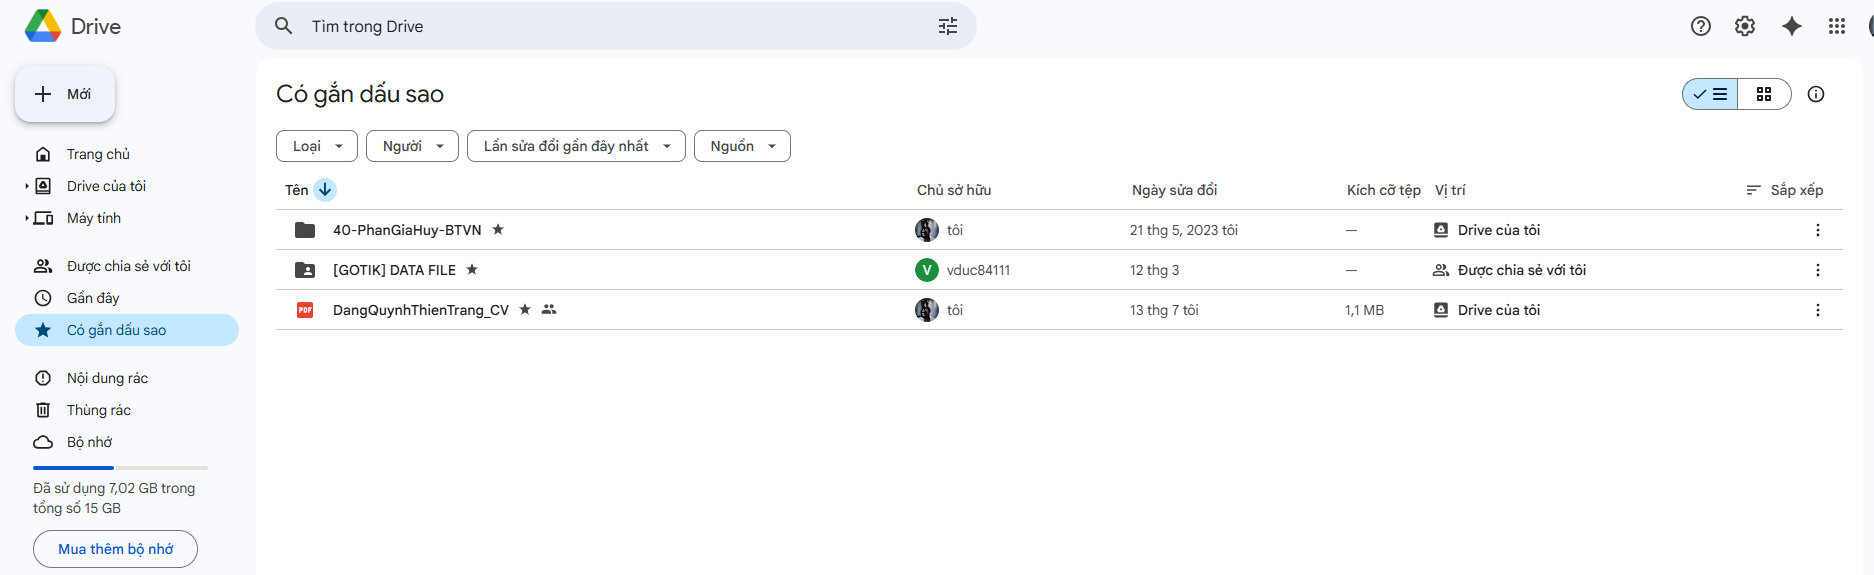 Drive
Tìm trong Drive
Mới
Trang chủ
Drive của tôi
Máy tính
Được chia sẻ với tôi
Gần đây
Có gắn dấu sao
Nội dung rác
Thùng rác
Bộ nhớ
Đã sử dụng 7,02 GB trong
tổng số 15 GB
Mua thêm bộ nhớ
Có gắn dấu sao
Loại Người Lần sửa đổi gần đây nhất Nguồn
Tên Chủ sở hữu Ngày sửa đổi Kích cỡ tệp Vị trí Sắp xếp
40-PhanGiaHuy-BTVN tôi 21 thg 5, 2023 tôi — Drive của tôi
[GOTIK] DATA FILE V vduc84111 12 thg 3 — Được chia sẻ với tôi
PDF DangQuynhThienTrang_CV tôi 13 thg 7 tôi 1,1 MB Drive của tôi